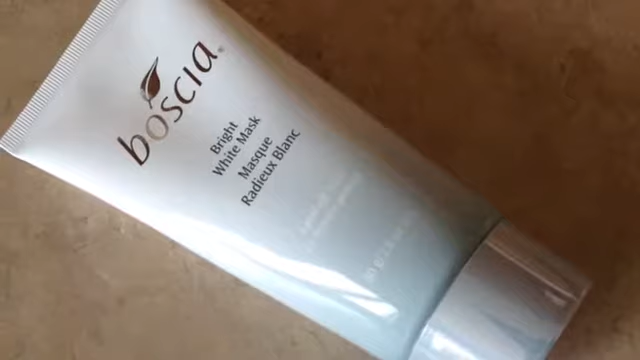 boscia
Bright
White Mask
Masque
Radieux Blanc